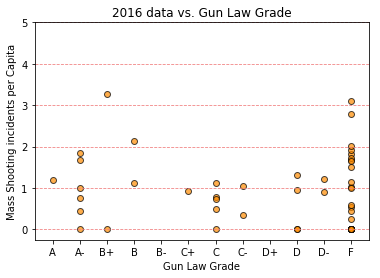 2016 data vs. Gun Law Grade
Mass Shooting incidents per Capita
5
4
3
2
1
0
A A- B+ B B- C+ C C- D+ D D- F
Gun Law Grade